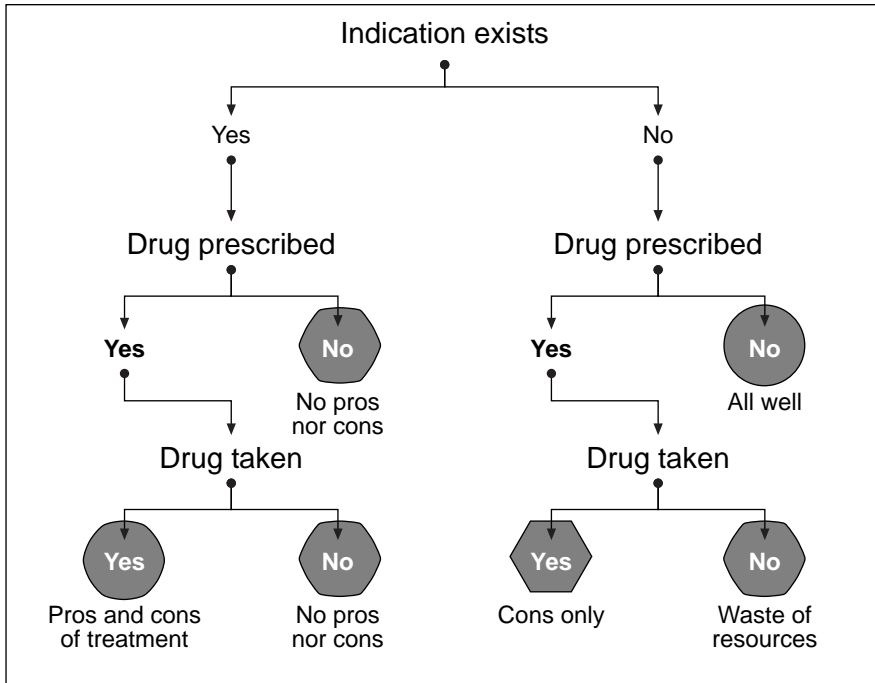 Indication exists
Yes
No
Drug prescribed
Drug prescribed
Yes
No
Yes
No
No pros
nor cons
All well
Drug taken
Drug taken
Yes
No
Yes
No
Pros and cons
of treatment
No pros
nor cons
Cons only
Waste of
resources